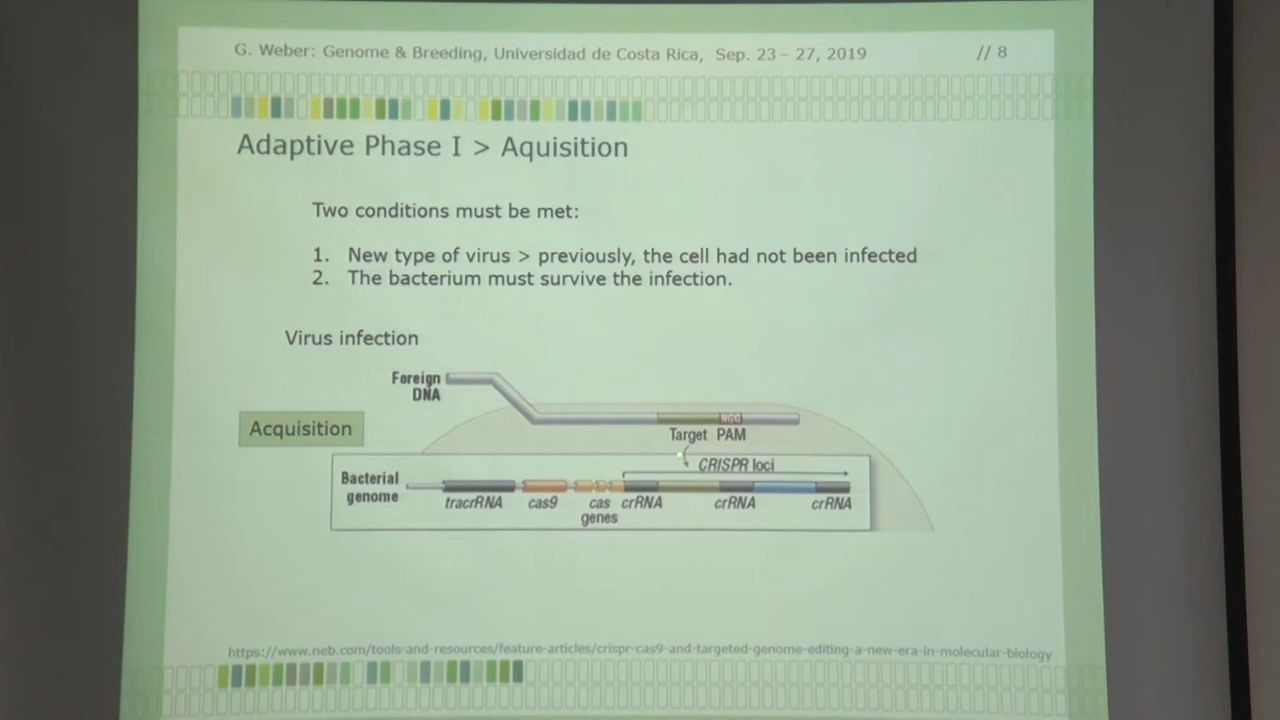 G. Weber: Genome & Breeding, Universidad de Costa Rica, Sep. 23 – 27, 2019 // 8
Adaptive Phase I > Aquisition
Two conditions must be met:
1. New type of virus > previously, the cell had not been infected
2. The bacterium must survive the infection.
Virus infection
Foreign
DNA
NGG
Target PAM
Acquisition
CRISPR loci
Bacterial
genome
tracrRNA cas9 cas crRNA crRNA crRNA
genes
https://www.neb.com/tools-and-resources/feature-articles/crispr-cas9-and-targeted-genome-editing-a-new-era-in-molecular-biology